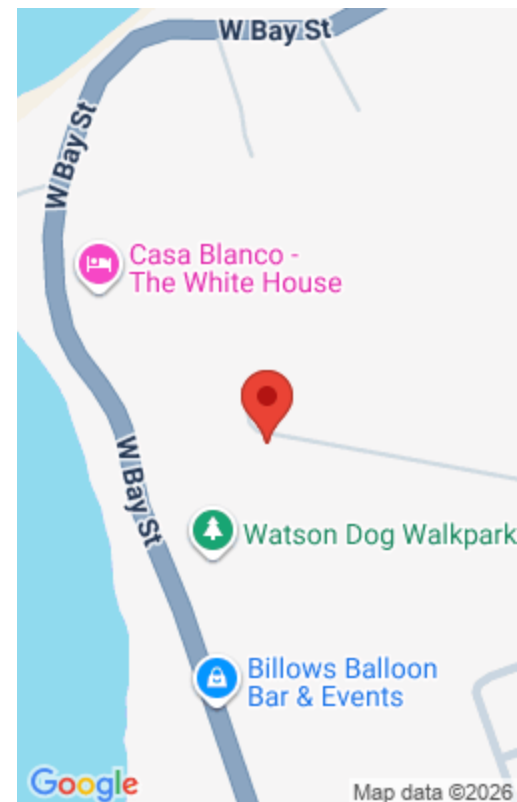 W Bay St
W Bay St
Casa Blanco -
The White House
W Bay St
Watson Dog Walkpark
Billows Balloon
Bar & Events
Google
Map data ©2026